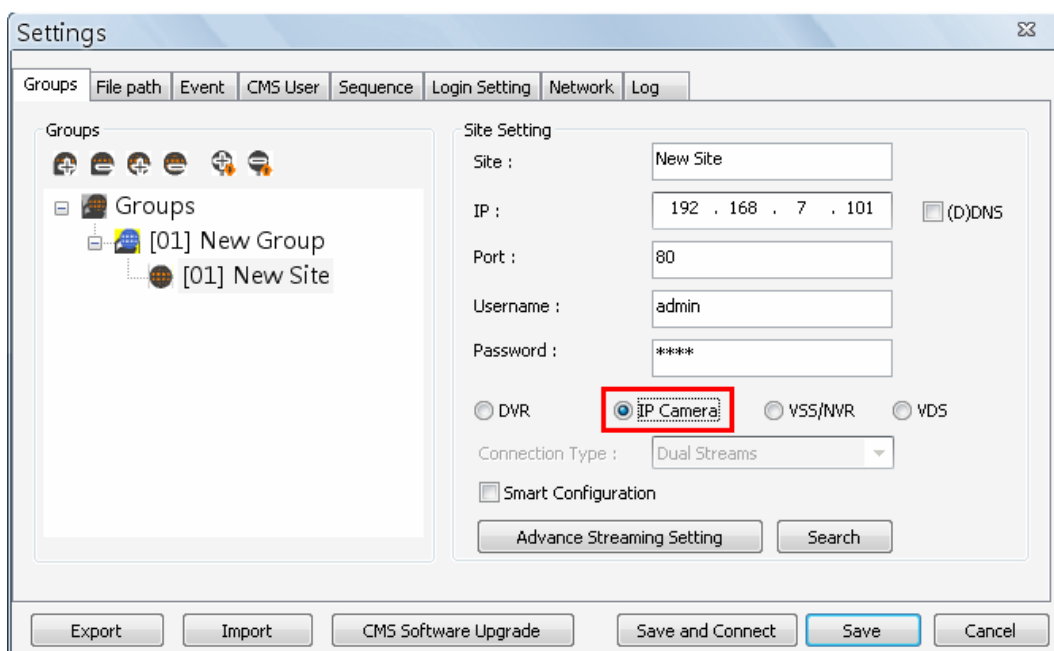 Settings
Groups File path Event CMS User Sequence Login Setting Network Log
Groups
Groups
[01] New Group
[01] New Site
Site Setting
Site : New Site
IP : 192 . 168 . 7 . 101 (D)DNS
Port : 80
Username : admin
Password : ****
DVR IP Camera VSS/NVR VDS
Connection Type : Dual Streams
Smart Configuration
Advance Streaming Setting Search
Export Import CMS Software Upgrade Save and Connect Save Cancel